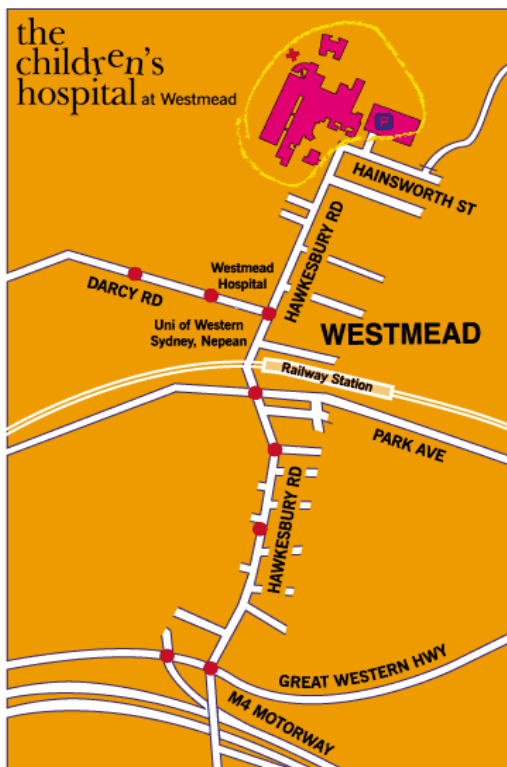 the
children's
hospital at Westmead
P
HAINSWORTH ST
HAWKESBURY RD
Westmead
Hospital
DARCY RD
Uni of Western
Sydney, Nepean
WESTMEAD
Railway Station
PARK AVE
HAWKESBURY RD
GREAT WESTERN HWY
M4 MOTORWAY